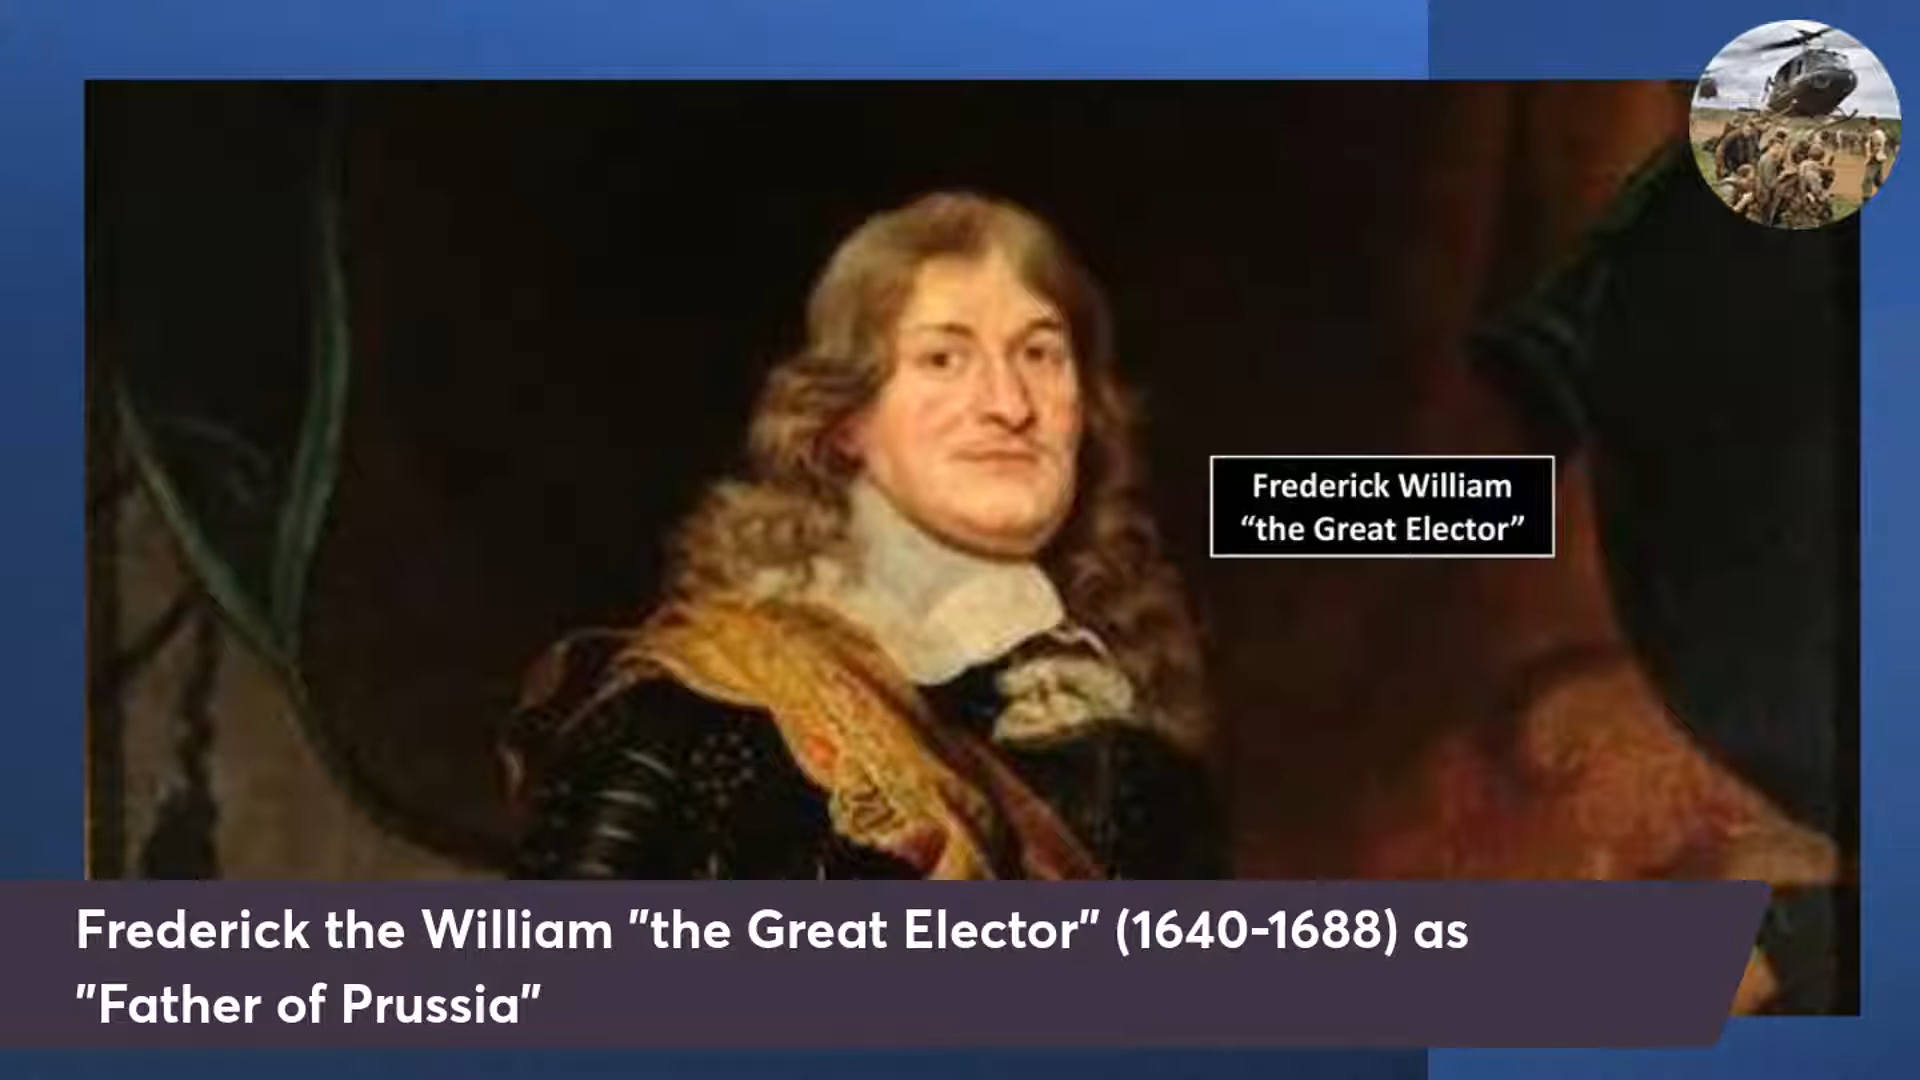 Frederick William
“the Great Elector”
Frederick the William "the Great Elector" (1640-1688) as
"Father of Prussia"